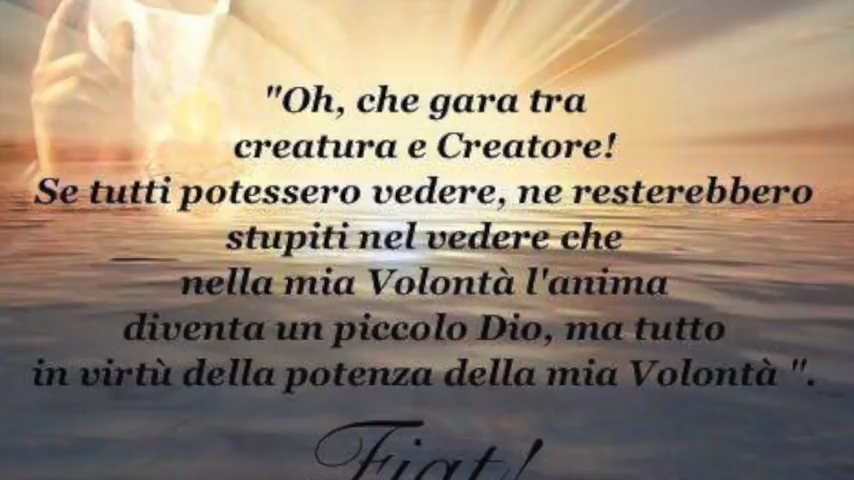 "Oh, che gara tra
creatura e Creatore!
Se tutti potessero vedere, ne resterebbero
stupiti nel vedere che
nella mia Volontà l'anima
diventa un piccolo Dio, ma tutto
in virtù della potenza della mia Volontà ".
Fiat!